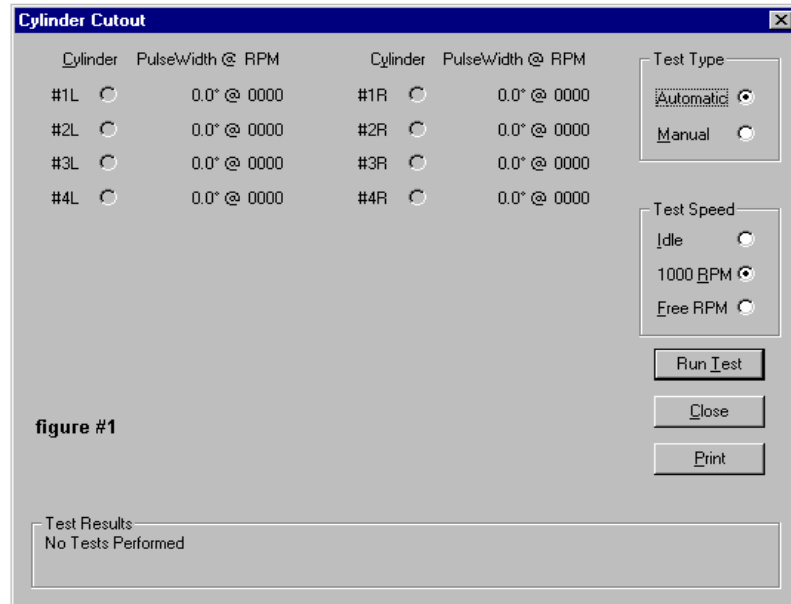 Cylinder Cutout
Cylinder PulseWidth @ RPM Cylinder PulseWidth @ RPM
#1L 0.0° @ 0000 #1R 0.0° @ 0000
#2L 0.0° @ 0000 #2R 0.0° @ 0000
#3L 0.0° @ 0000 #3R 0.0° @ 0000
#4L 0.0° @ 0000 #4R 0.0° @ 0000
Test Type
Automatic
Manual
Test Speed
Idle
1000 RPM
Free RPM
Run Test
Close
Print
figure #1
Test Results
No Tests Performed